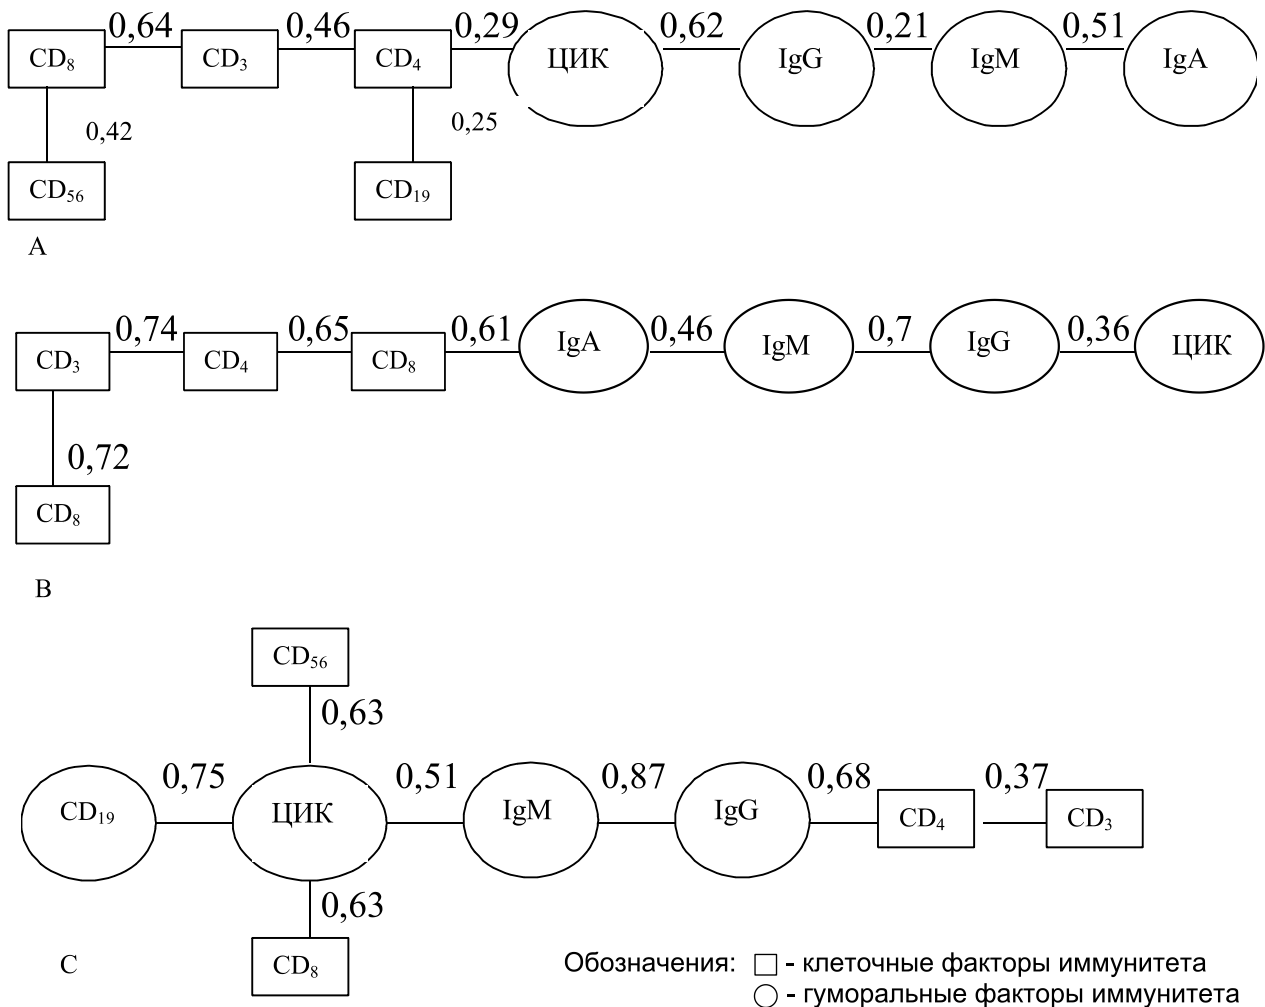 0,64 0,46 0,29 0,62 0,21 0,51
CD8 CD3 CD4 ЦИК IgG IgM IgA
0,42 0,25
CD56 CD19
A
0,74 0,65 0,61 0,46 0,7 0,36
CD3 CD4 CD8 IgA IgM IgG ЦИК
0,72
CD8
B
CD56
0,63
0,75 0,51 0,87 0,68 0,37
CD19 ЦИК IgM IgG CD4 CD3
0,63
C CD8
Обозначения: □ - клеточные факторы иммунитета
○ - гуморальные факторы иммунитета